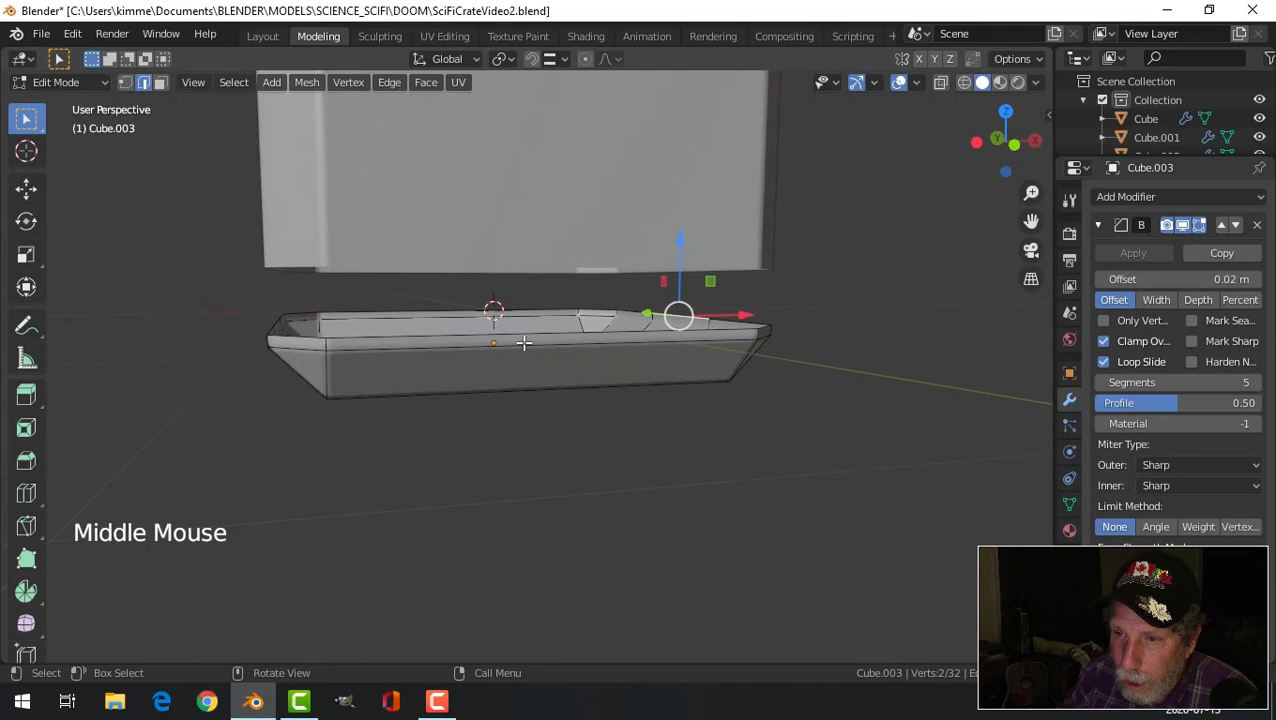 Blender* [C:\Users\kimme\Documents\BLENDER\MODELS\SCIENCE_SCIFI\DOOM\SciFiCrateVideo2.blend]
File Edit Render Window Help Layout Modeling Sculpting UV Editing Texture Paint Shading Animation Rendering Compositing Scripting + Scene View Layer
Global X Y Z Options
Edit Mode View Select Add Mesh Vertex Edge Face UV
Scene Collection
Collection
Cube
Cube.001
User Perspective
(1) Cube.003
Z
Y
X
Cube.003
Add Modifier
B
Apply Copy
Offset 0.02 m
Offset Width Depth Percent
Only Vert... Mark Sea...
Clamp Ov... Mark Sharp
Loop Slide Harden N...
Segments 5
Profile 0.50
Material -1
Miter Type:
Outer: Sharp
Inner: Sharp
Limit Method:
None Angle Weight Vertex...
Middle Mouse
Select Box Select Rotate View Call Menu Cube.003 | Verts:2/32 |